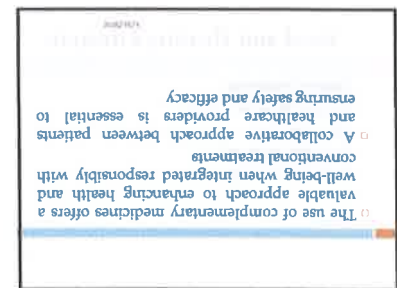 The use of complementary medicines offers a
valuable approach to enhancing health and
well-being when integrated responsibly with
conventional treatments
A collaborative approach between patients
and healthcare providers is essential to
ensuring safety and efficacy